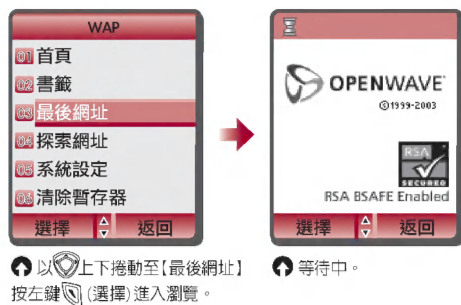 WAP
01 首頁
02 書籤
03 最後網址
04 探索網址
05 系統設定
06 清除暫存器
選擇 返回
以上下捲動至【最後網址】
按左鍵 (選擇) 進入瀏覽。
OPENWAVE
©1999-2003
RSA
SECURED
RSA BSAFE Enabled
選擇 返回
等待中。